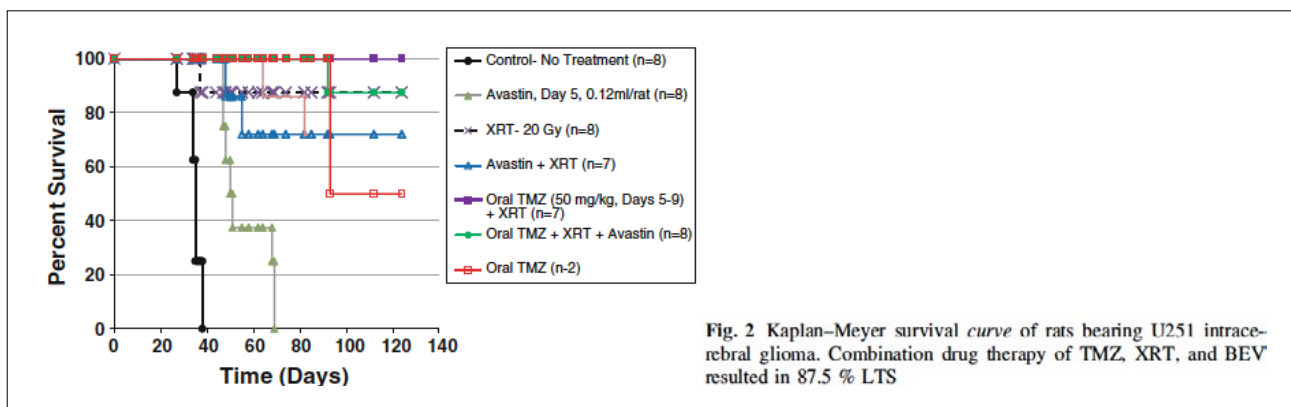 Percent Survival
100
80
60
40
20
0
0 20 40 60 80 100 120 140
Time (Days)
Control- No Treatment (n=8)
Avastin, Day 5, 0.12ml/rat (n=8)
XRT- 20 Gy (n=8)
Avastin + XRT (n=7)
Oral TMZ (50 mg/kg, Days 5-9)
+ XRT (n=7)
Oral TMZ + XRT + Avastin (n=8)
Oral TMZ (n-2)
Fig. 2 Kaplan–Meyer survival curve of rats bearing U251 intrace-
rebral glioma. Combination drug therapy of TMZ, XRT, and BEV
resulted in 87.5 % LTS